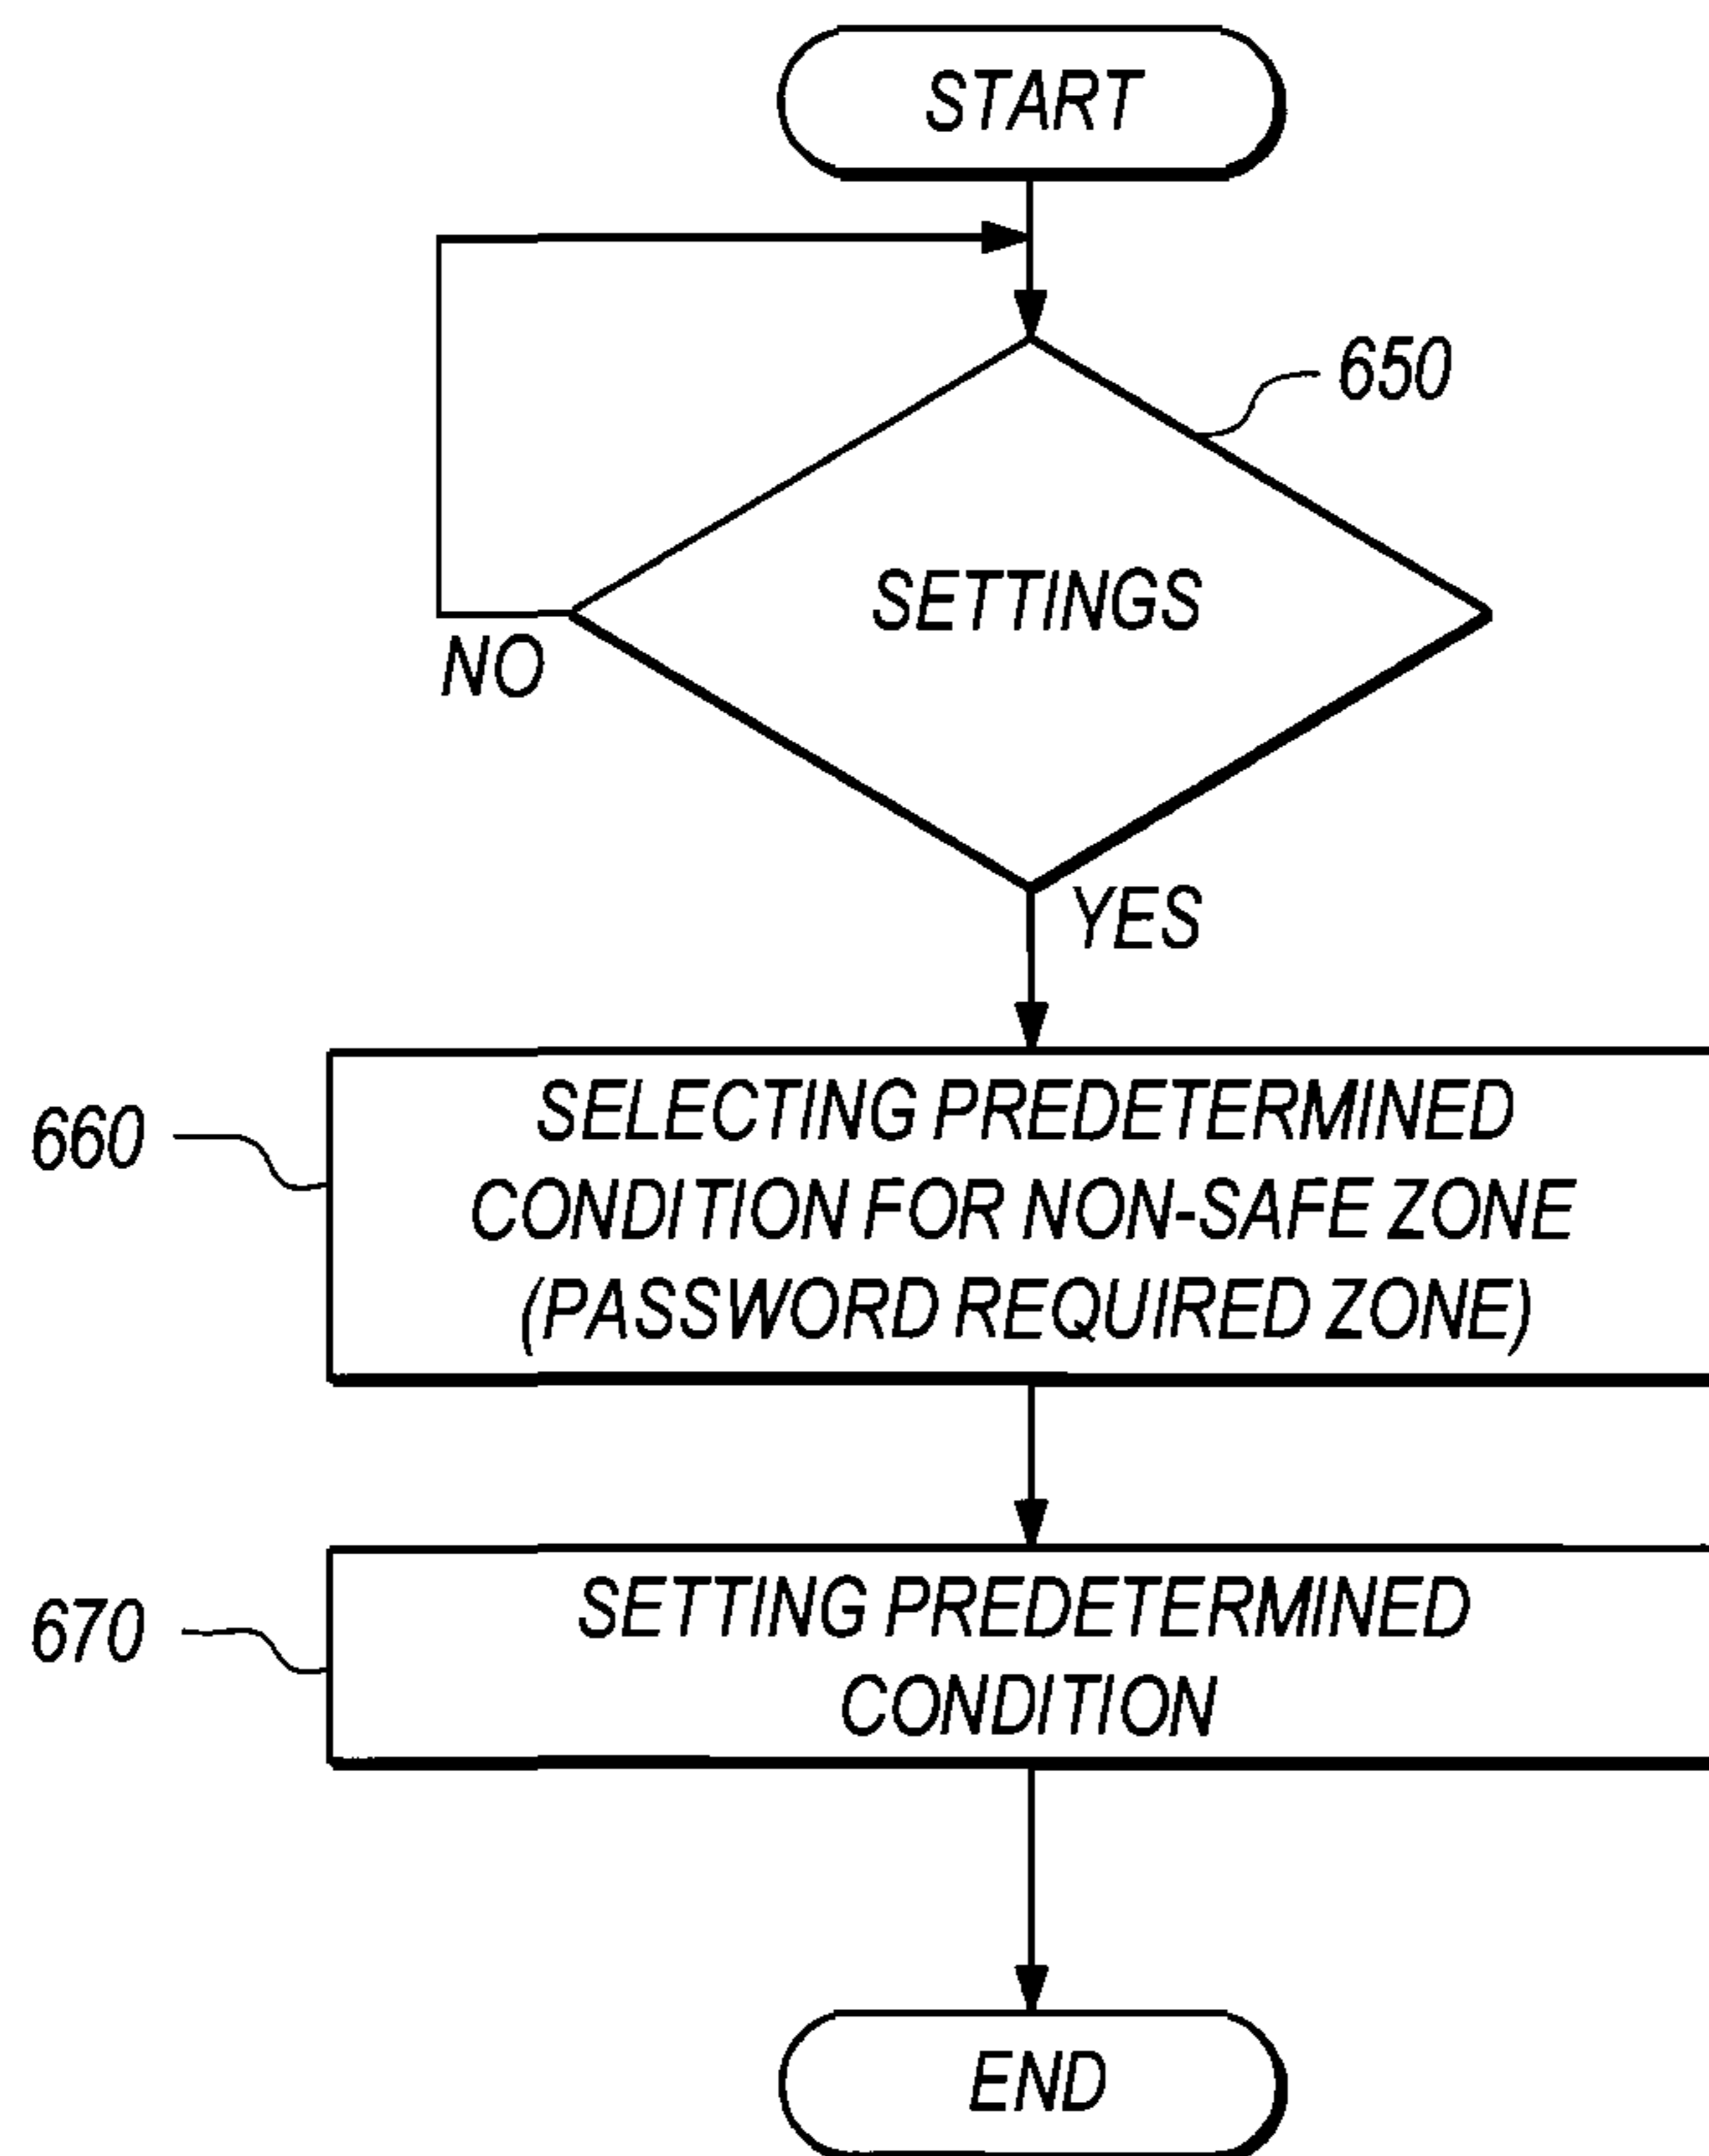 START
650
SETTINGS
NO
YES
660
SELECTING PREDETERMINED
CONDITION FOR NON-SAFE ZONE
(PASSWORD REQUIRED ZONE)
670
SETTING PREDETERMINED
CONDITION
END